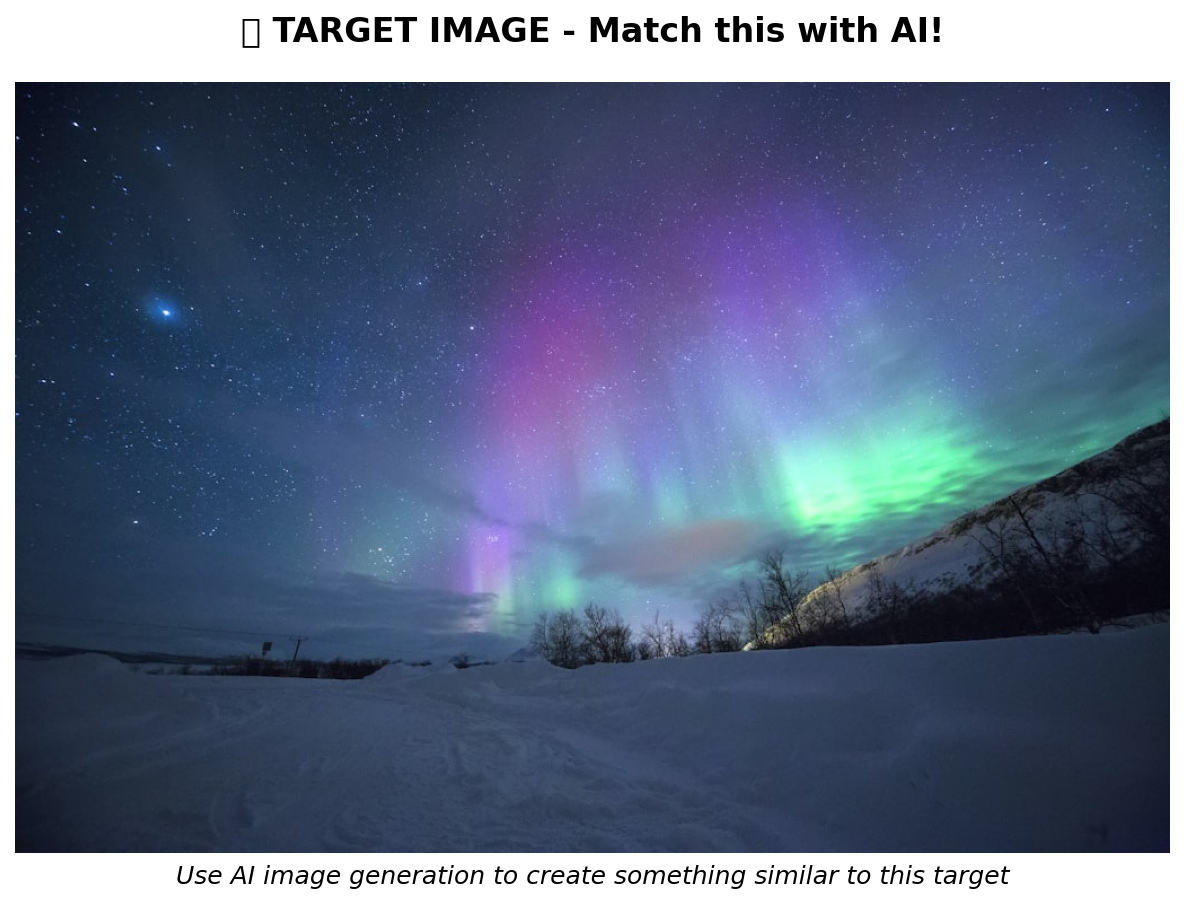 TARGET IMAGE - Match this with AI!
Use AI image generation to create something similar to this target